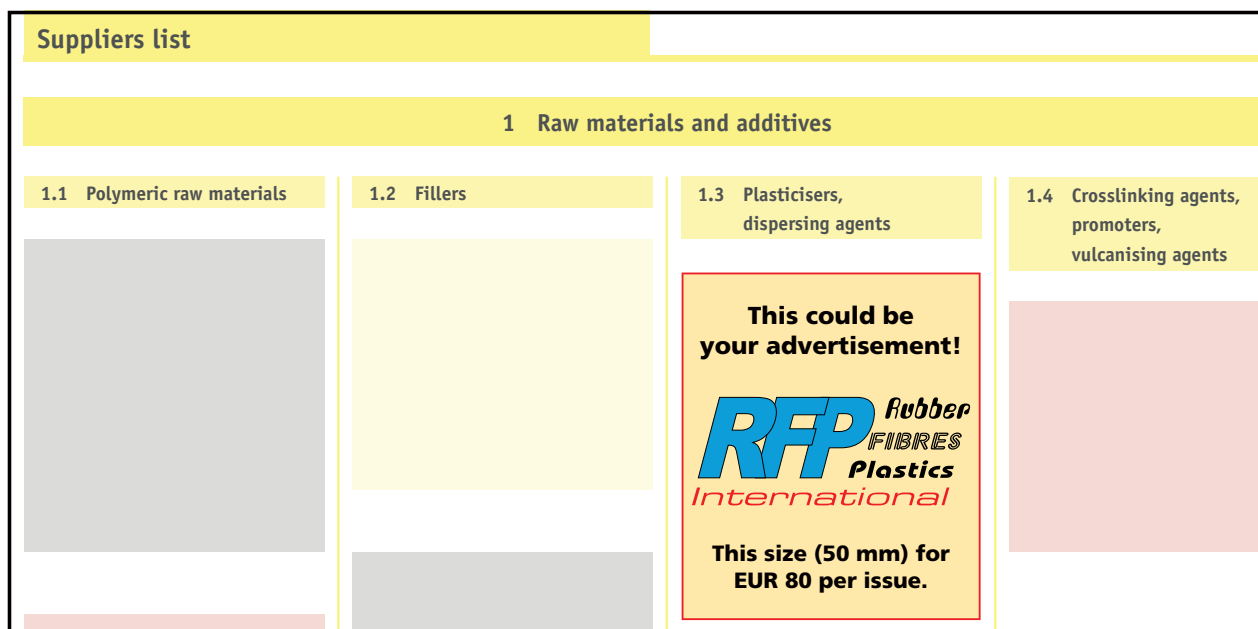 Suppliers list
1 Raw materials and additives
1.1 Polymeric raw materials
1.2 Fillers
1.3 Plasticisers,
dispersing agents
This could be
your advertisement!
RFP Rubber
FIBRES
Plastics
International
This size (50 mm) for
EUR 80 per issue.
1.4 Crosslinking agents,
promoters,
vulcanising agents